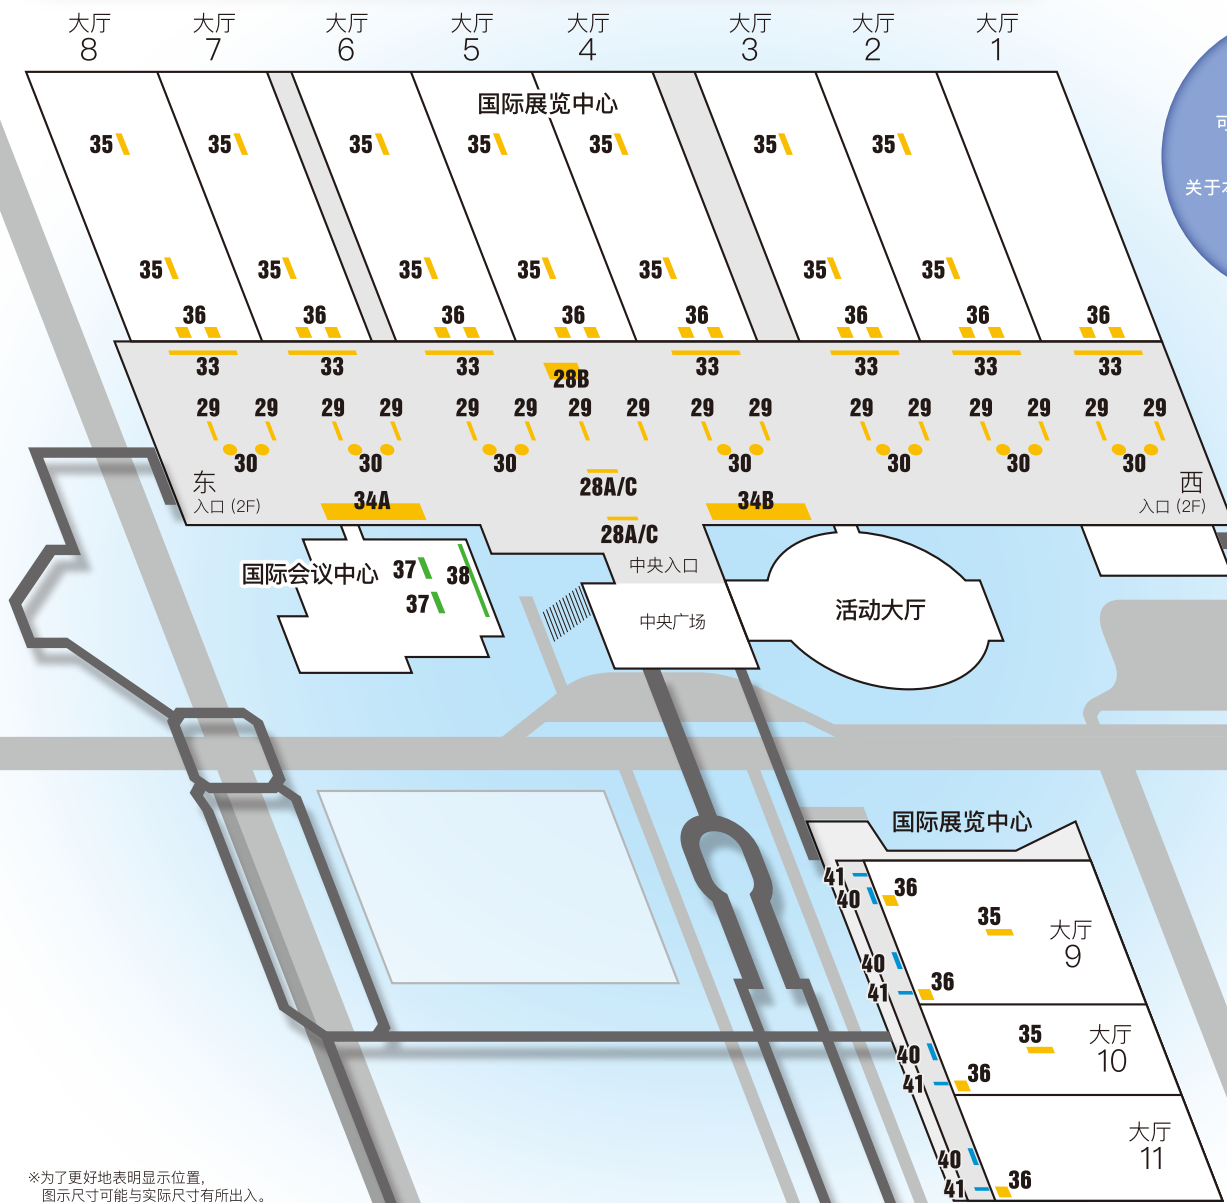 大厅 大厅 大厅 大厅 大厅 大厅 大厅 大厅
8 7 6 5 4 3 2 1
国际展览中心
可
关于本
35 35 35 35 35 35 35
35 35 35 35 35 35 35
36 36 36 36 36 36 36 36
33 33 33 33 33 33 33
28B
29 29 29 29 29 29 29 29 29 29 29 29 29 29 29 29
30 30 30 30 30 30 30
东
入口 (2F)
西
入口 (2F)
28A/C
34A
34B
28A/C
中央入口
国际会议中心
37
38
37
中央广场
活动大厅
国际展览中心
41
40
36
35
大厅
9
40
41
36
35
大厅
10
40
41
36
大厅
11
40
41
36
※为了更好地表明显示位置，
图示尺寸可能与实际尺寸有所出入。